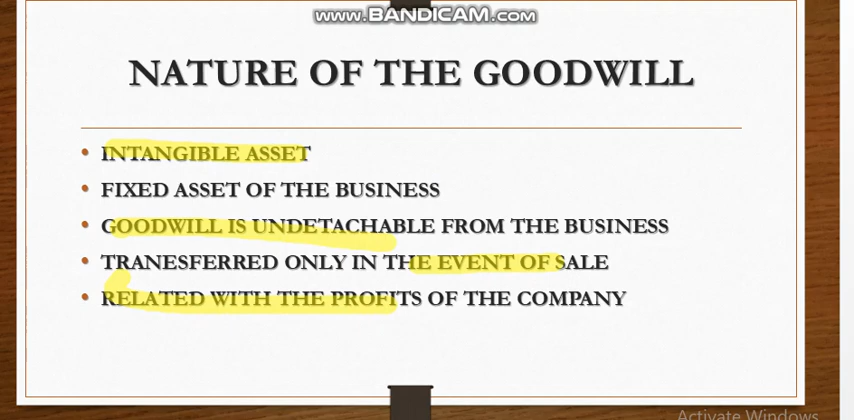 www.BANDICAM.com
NATURE OF THE GOODWILL
• INTANGIBLE ASSET
• FIXED ASSET OF THE BUSINESS
• GOODWILL IS UNDETACHABLE FROM THE BUSINESS
• TRANESFERRED ONLY IN THE EVENT OF SALE
• RELATED WITH THE PROFITS OF THE COMPANY
Activate Windows